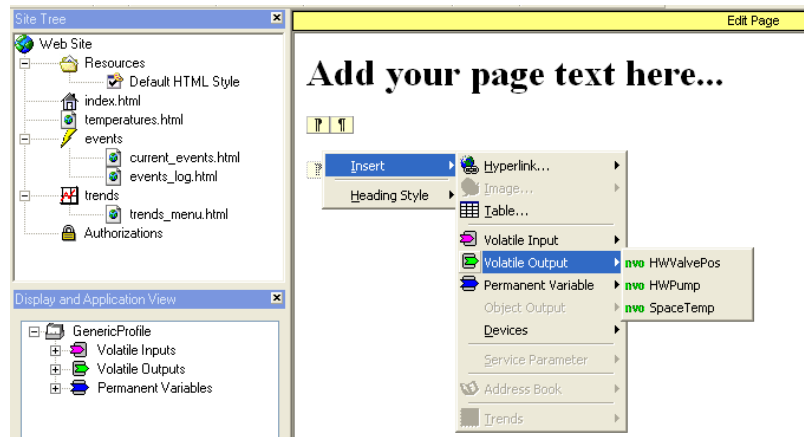 Site Tree
Web Site
Resources
Default HTML Style
index.html
temperatures.html
events
current_events.html
events_log.html
trends
trends_menu.html
Authorizations
Display and Application View
GenericProfile
Volatile Inputs
Volatile Outputs
Permanent Variables
Edit Page
Add your page text here...
Insert
Heading Style
Hyperlink...
Image...
Table...
Volatile Input
Volatile Output
Permanent Variable
Object Output
Devices
Service Parameter
Address Book
Trends
nvo HWValvePos
nvo HWPump
nvo SpaceTemp